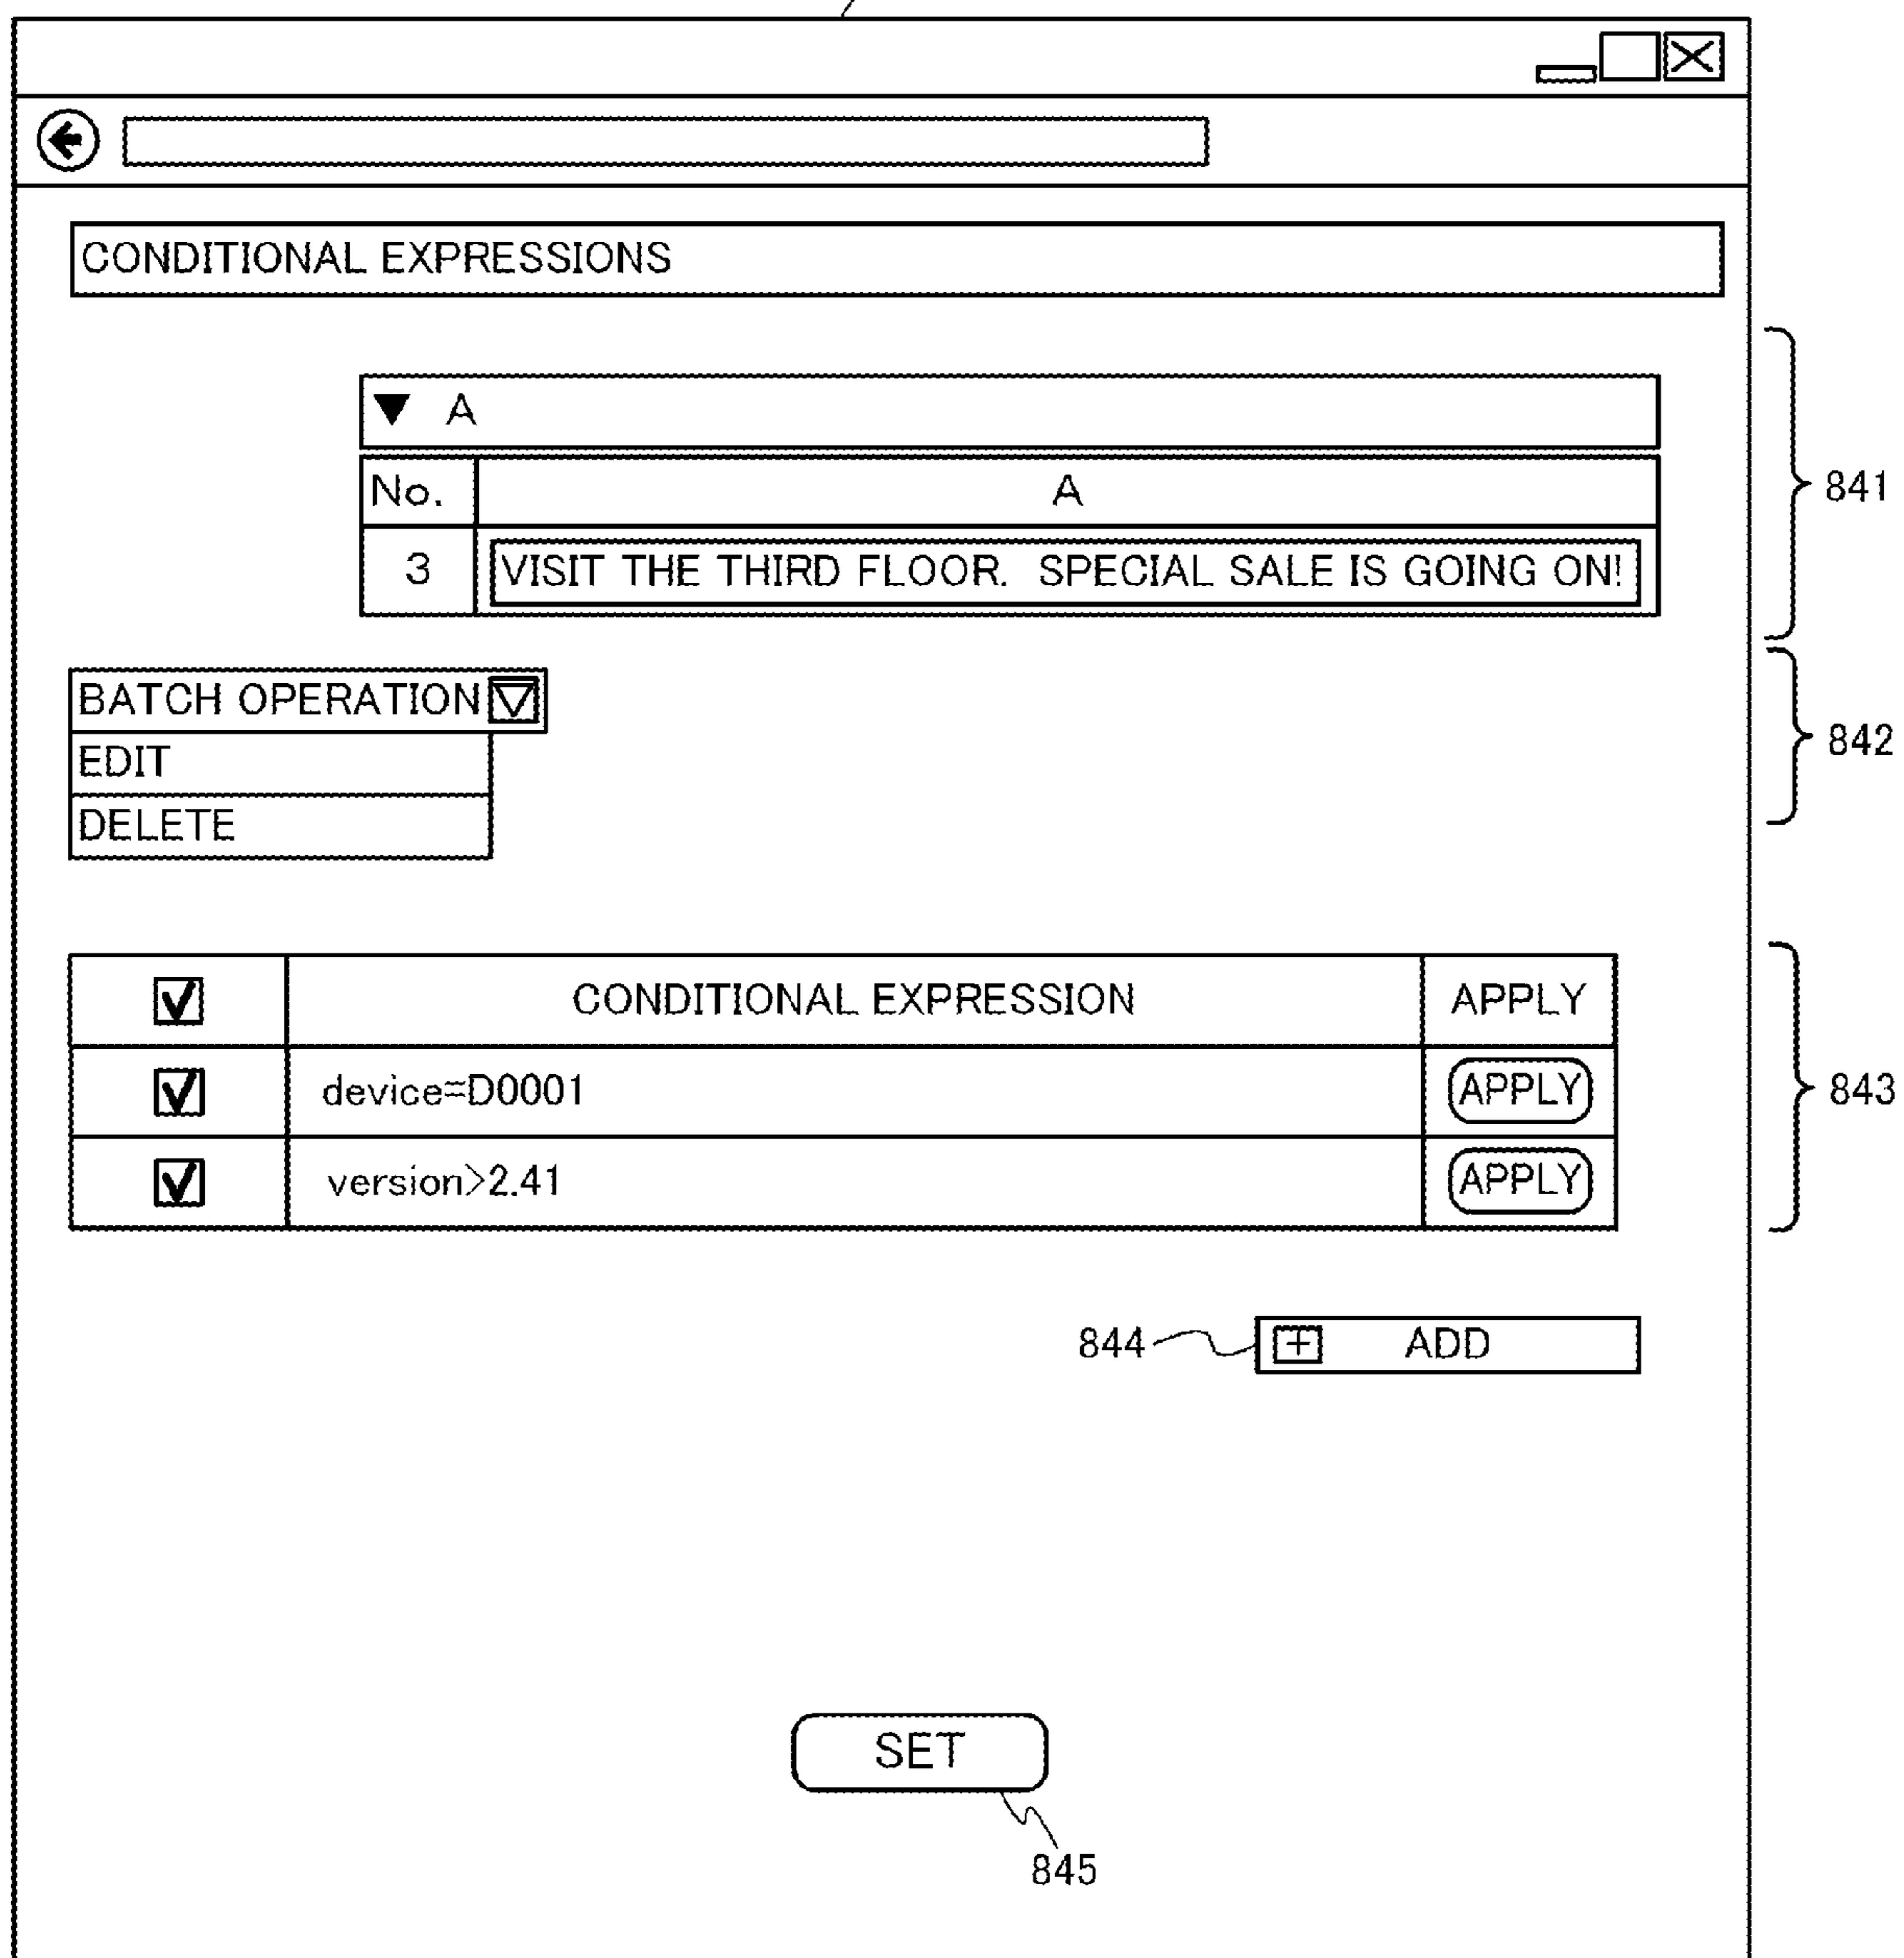 CONDITIONAL EXPRESSIONS
▼ A
No. A
3 VISIT THE THIRD FLOOR. SPECIAL SALE IS GOING ON!
841
BATCH OPERATION
EDIT
DELETE
842
CONDITIONAL EXPRESSION APPLY
device=D0001 APPLY
version>2.41 APPLY
843
844 + ADD
SET
845